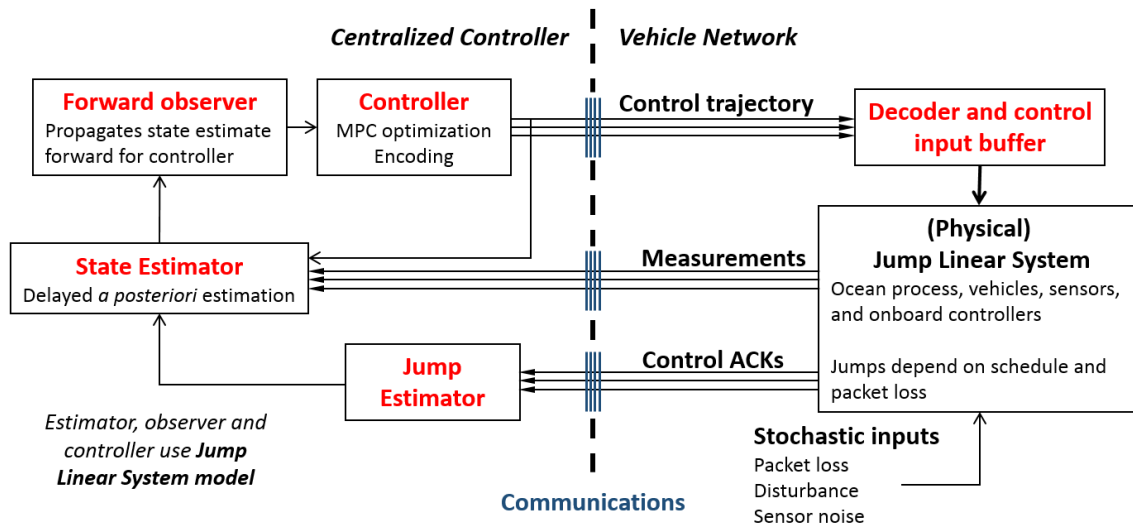 Centralized Controller
Vehicle Network
Forward observer
Propagates state estimate
forward for controller
Controller
MPC optimization
Encoding
Control trajectory
Decoder and control
input buffer
State Estimator
Delayed a posteriori estimation
Measurements
(Physical)
Jump Linear System
Ocean process, vehicles, sensors,
and onboard controllers
Jumps depend on schedule and
packet loss
Jump
Estimator
Control ACKs
Estimator, observer and
controller use Jump
Linear System model
Stochastic inputs
Packet loss
Disturbance
Sensor noise
Communications